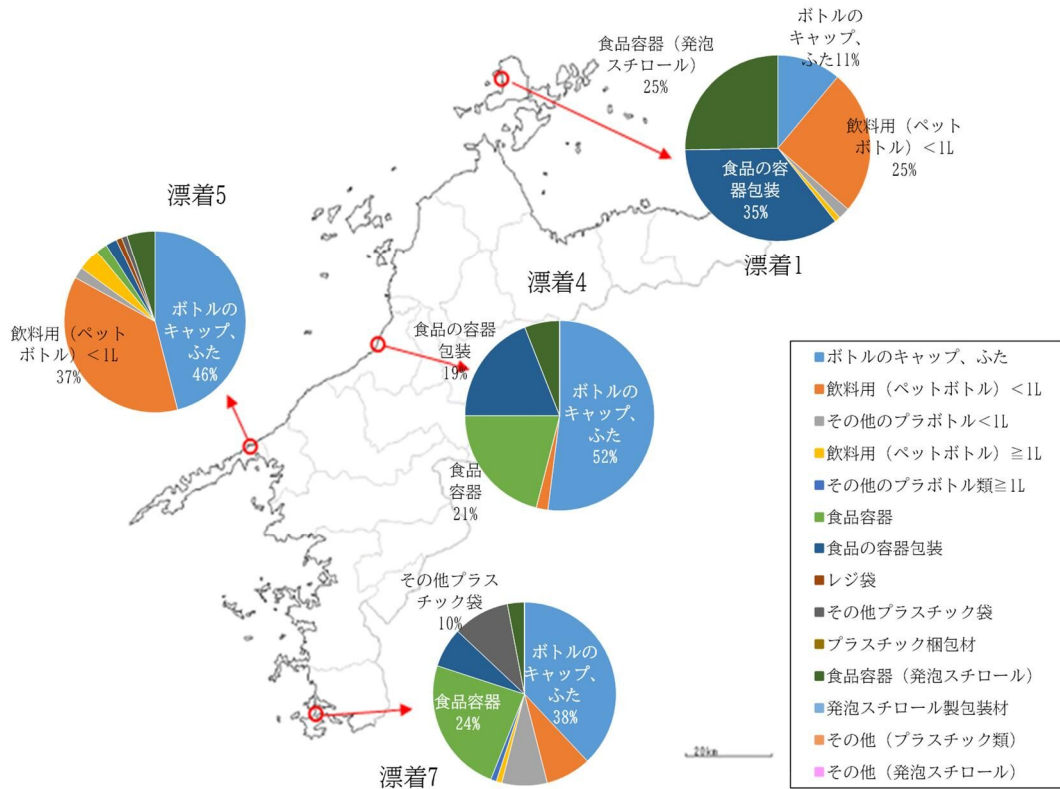 食品容器（発泡
スチロール）
25%
ボトルの
キャップ、
ふた11%
飲料用（ペット
ボトル）＜1L
25%
食品の容
器包装
35%
漂着1
漂着5
ボトルの
キャップ、
ふた
46%
飲料用（ペット
ボトル）＜1L
37%
漂着4
食品の容器
包装
19%
ボトルの
キャップ、
ふた
52%
食品
容器
21%
その他プラス
チック袋
10%
ボトルの
キャップ、
ふた
38%
食品容器
24%
漂着7
ボトルのキャップ、ふた
飲料用（ペットボトル）＜1L
その他のプラボトル＜1L
飲料用（ペットボトル）≧1L
その他のプラボトル類≧1L
食品容器
食品の容器包装
レジ袋
その他プラスチック袋
プラスチック梱包材
食品容器（発泡スチロール）
発泡スチロール製包装材
その他（プラスチック類）
その他（発泡スチロール）
20km